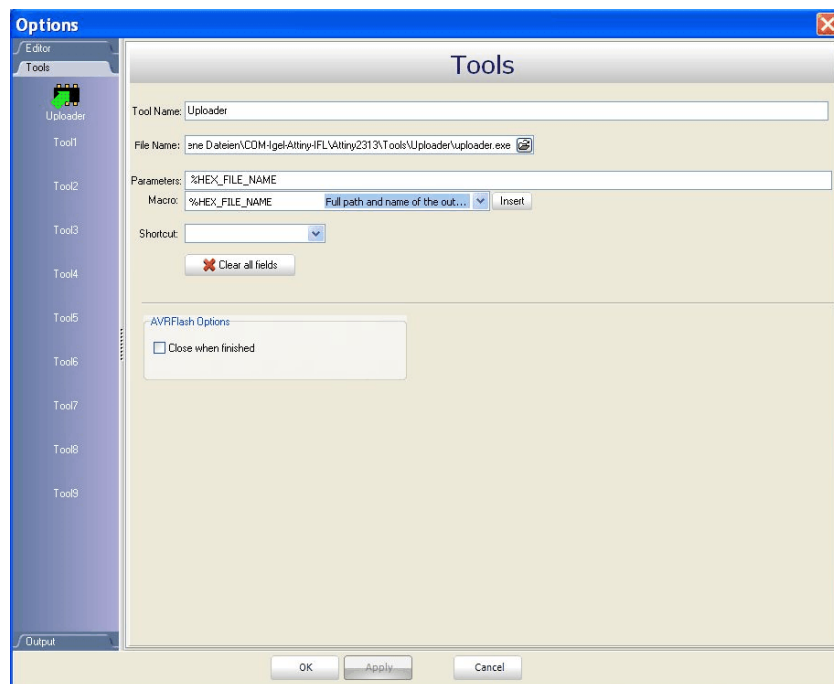 Options
Editor
Tools
Uploader
Tool1
Tool2
Tool3
Tool4
Tool5
Tool6
Tool7
Tool8
Tool9
Output
Tools
Tool Name: Uploader
File Name: ene Dateien\COM-Igel-Attiny-IFL\Attiny2313\Tools\Uploader\uploader.exe
Parameters: %HEX_FILE_NAME
Macro: %HEX_FILE_NAME Full path and name of the out... Insert
Shortcut:
Clear all fields
AVRFlash Options
Close when finished
OK Apply Cancel